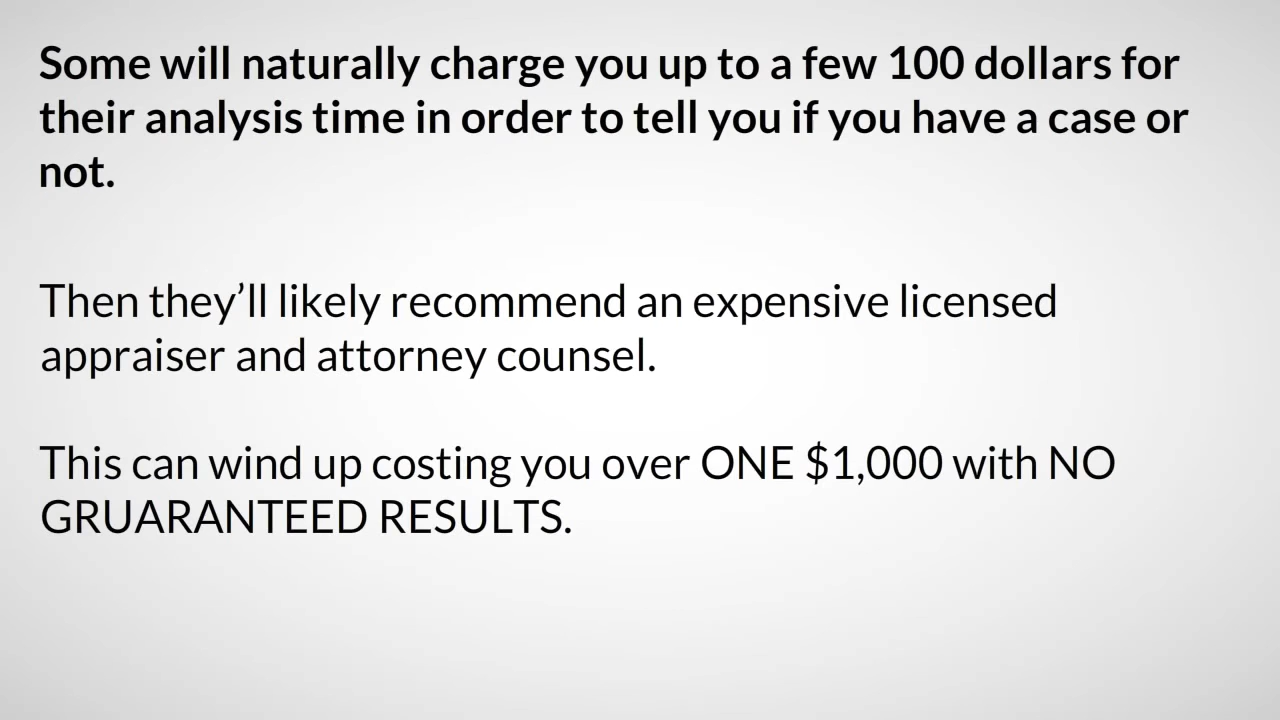 Some will naturally charge you up to a few 100 dollars for
their analysis time in order to tell you if you have a case or
not.
Then they’ll likely recommend an expensive licensed
appraiser and attorney counsel.
This can wind up costing you over ONE $1,000 with NO
GRUARANTEED RESULTS.